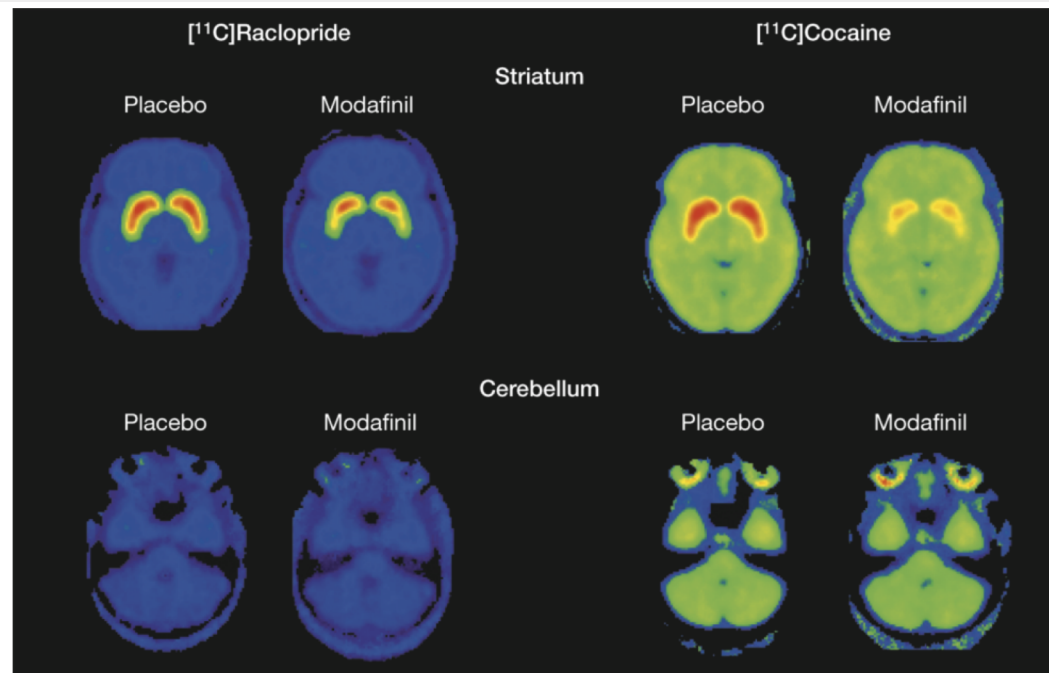 [¹¹C]Raclopride [¹¹C]Cocaine
Striatum
Placebo Modafinil Placebo Modafinil
Cerebellum
Placebo Modafinil Placebo Modafinil